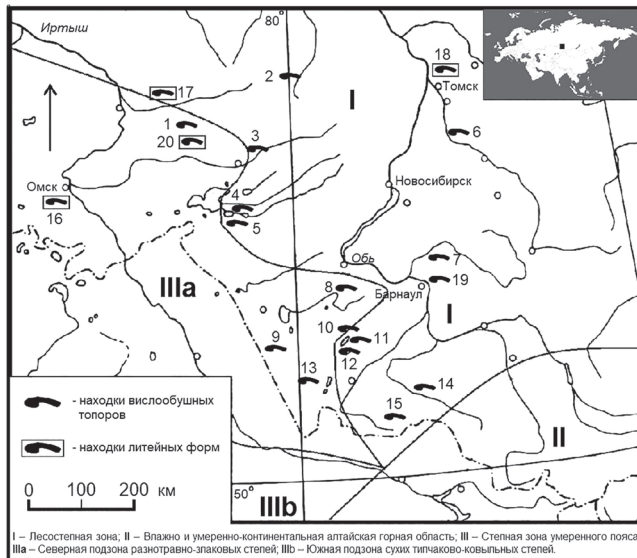 Иртыш
80°
2
I
18
Томск
17
1
20
3
6
Омск
16
4
5
Новосибирск
IIIa
Обь
7
19
8
Барнаул
I
9
10
11
12
13
14
15
II
- находки вислообушных
топоров
- находки литейных форм
0 100 200 км
50°
IIIb
I – Лесостепная зона; II – Влажно и умеренно-континентальная алтайская горная область; III – Степная зона умеренного пояса
IIIa – Северная подзона разнотравно-злаковых степей; IIIb – Южная подзона сухих типчаково-ковыльных степей.